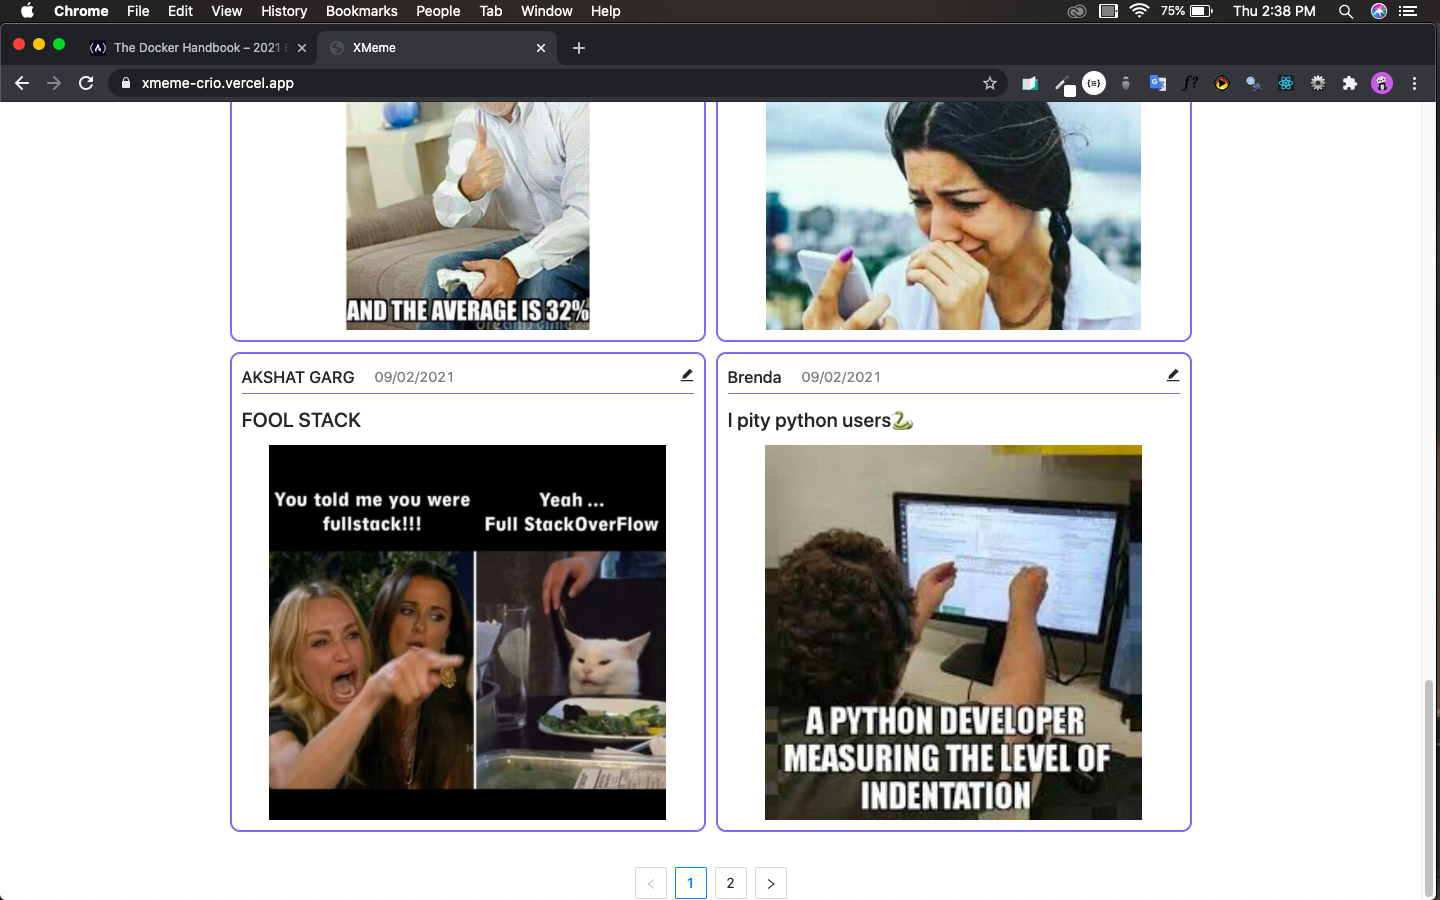 Chrome File Edit View History Bookmarks People Tab Window Help 75% Thu 2:38 PM
The Docker Handbook – 2021 XMeme
xmeme-crio.vercel.app
AND THE AVERAGE IS 32%
AKSHAT GARG 09/02/2021
FOOL STACK
You told me you were
fullstack!!!
Yeah ...
Full StackOverFlow
Brenda 09/02/2021
I pity python users🐍
A PYTHON DEVELOPER
MEASURING THE LEVEL OF
INDENTATION
< 1 2 >